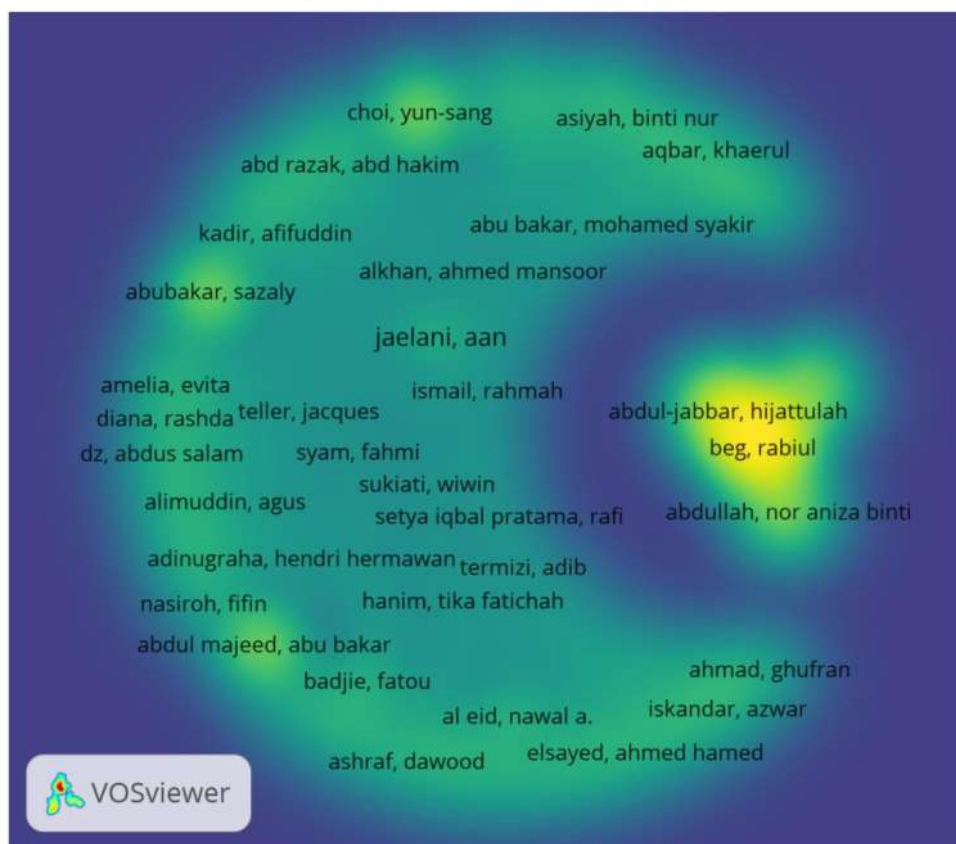 choi, yun-sang
asiyah, binti nur
aqbar, khaerul
abd razak, abd hakim
abu bakar, mohamed syakir
kadir, afifuddin
alkhan, ahmed mansoor
abubakar, sazaly
jaelani, aan
amelia, evita
ismail, rahmah
diana, rashda
teller, jacques
abdul-jabbar, hijattulah
beg, rabiul
dz, abdus salam
syam, fahmi
sukiati, wiwin
alimuddin, agus
setya iqbal pratama, rafi
abdullah, nor aniza binti
adinugraha, hendri hermawan
termizi, adib
nasiroh, fifin
hanim, tika fatichah
abdul majeed, abu bakar
badjie, fatou
ahmad, ghufran
al eid, nawal a.
iskandar, azwar
ashraf, dawood
elsayed, ahmed hamed
VOSviewer